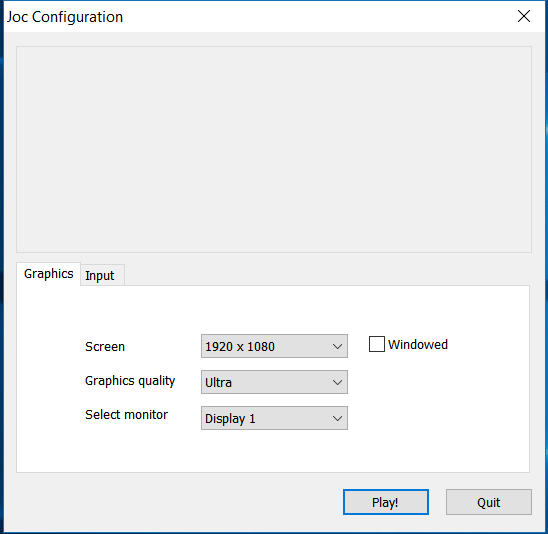 Joc Configuration
Graphics Input
Screen 1920 x 1080 Windowed
Graphics quality Ultra
Select monitor Display 1
Play! Quit